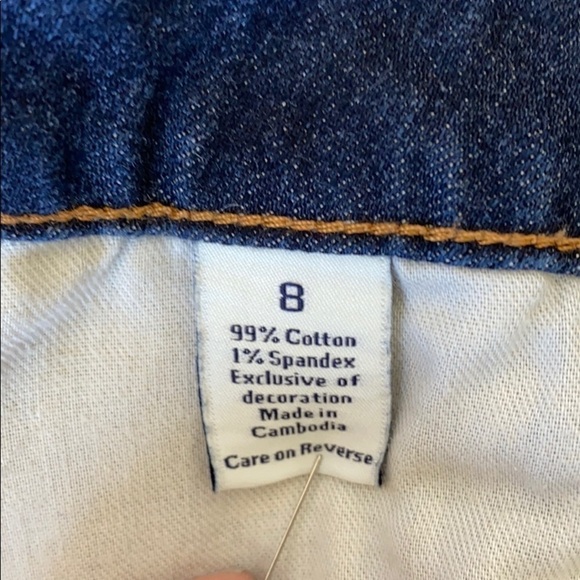 8
99% Cotton
1% Spandex
Exclusive of
decoration
Made in
Cambodia
Care on Reverse